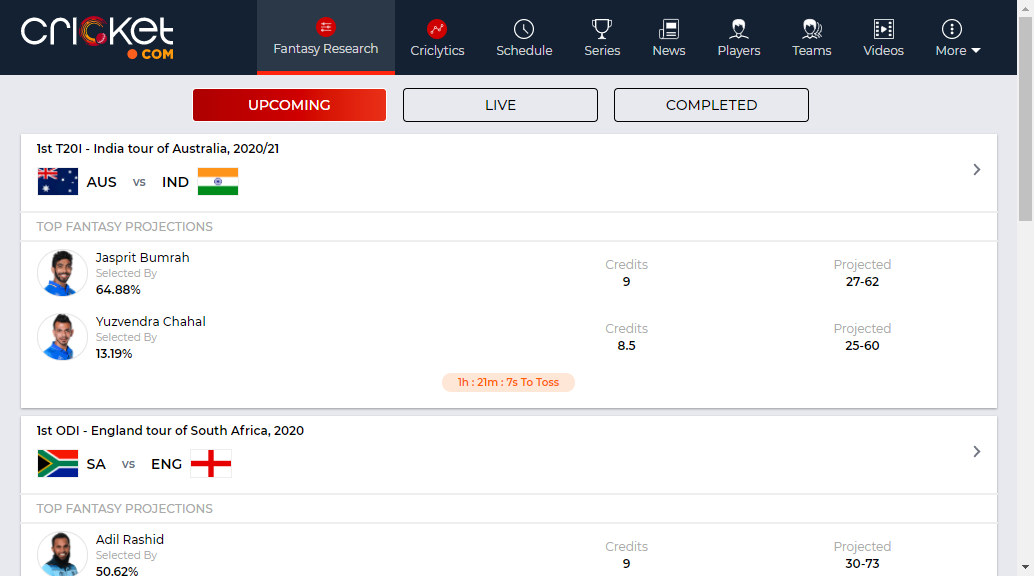 cricket
.COM
Fantasy Research
Criclytics
Schedule
Series
News
Players
Teams
Videos
More
UPCOMING
LIVE
COMPLETED
1st T20I - India tour of Australia, 2020/21
AUS vs IND
TOP FANTASY PROJECTIONS
Jasprit Bumrah
Selected By
64.88%
Credits
9
Projected
27-62
Yuzvendra Chahal
Selected By
13.19%
Credits
8.5
Projected
25-60
1h : 21m : 7s To Toss
1st ODI - England tour of South Africa, 2020
SA vs ENG
TOP FANTASY PROJECTIONS
Adil Rashid
Selected By
50.62%
Credits
9
Projected
30-73